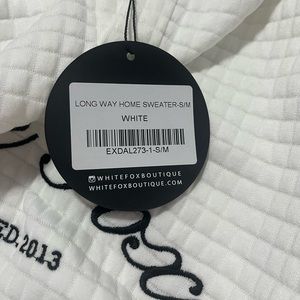 LONG WAY HOME SWEATER-S/M
WHITE
EXDAL273-1-S/M
WHITEFOXBOUTIQUE
WHITEFOXBOUTIQUE.COM
ED.2013